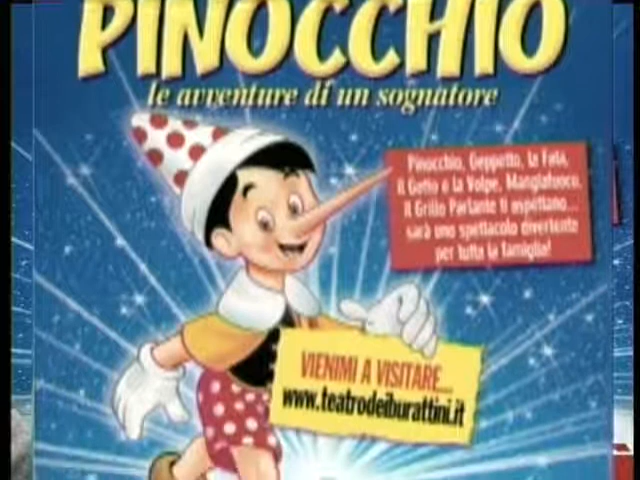 PINOCCHIO
le avventure di un sognatore
Pinocchio, Geppetto, la Fata,
il Gatto e la Volpe, Mangiafuoco,
il Grillo Parlante ti aspettano...
sarà uno spettacolo divertente
per tutta la famiglia!
VIENIMI A VISITARE...
www.teatrodeiburattini.it